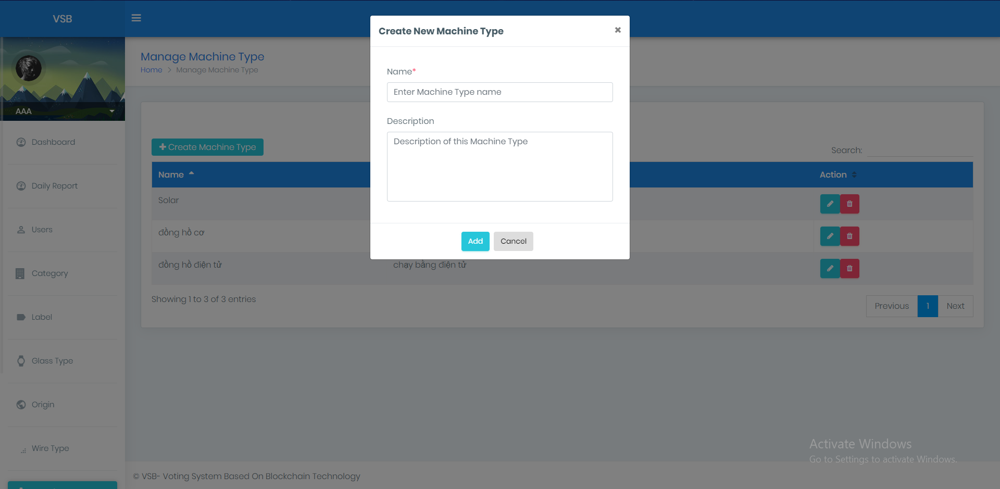 VSB
Create New Machine Type
Manage Machine Type
Home > Manage Machine Type
Name*
Enter Machine Type name
AAA
Description
Description of this Machine Type
Dashboard
Create Machine Type
Search:
Name
Action
Daily Report
Solar
Users
đồng hồ cơ
Add
Cancel
đồng hồ điện tử
chạy bằng điện tử
Category
Showing 1 to 3 of 3 entries
Previous 1 Next
Label
Glass Type
Origin
Wire Type
Activate Windows
Go to Settings to activate Windows.
© VSB- Voting System Based On Blockchain Technology